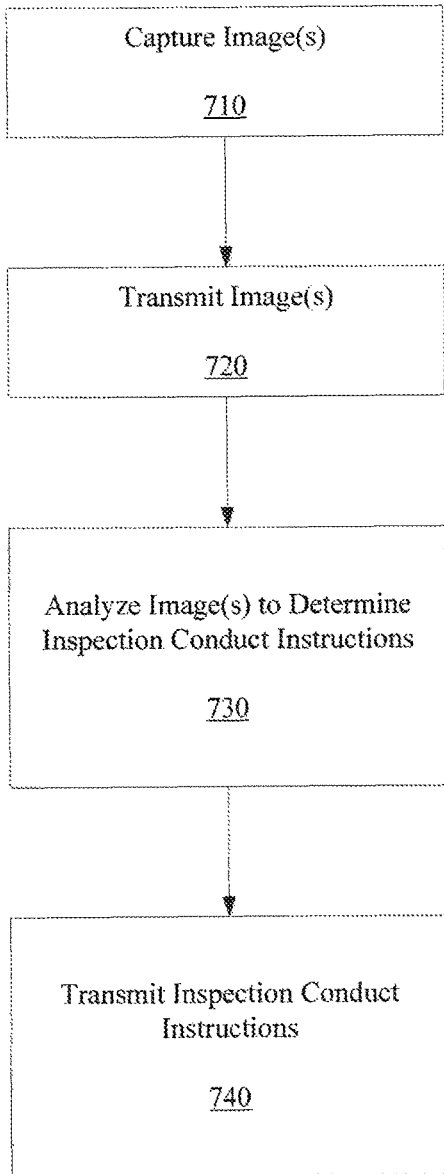 Capture Image(s)
710
Transmit Image(s)
720
Analyze Image(s) to Determine
Inspection Conduct Instructions
730
Transmit Inspection Conduct
Instructions
740